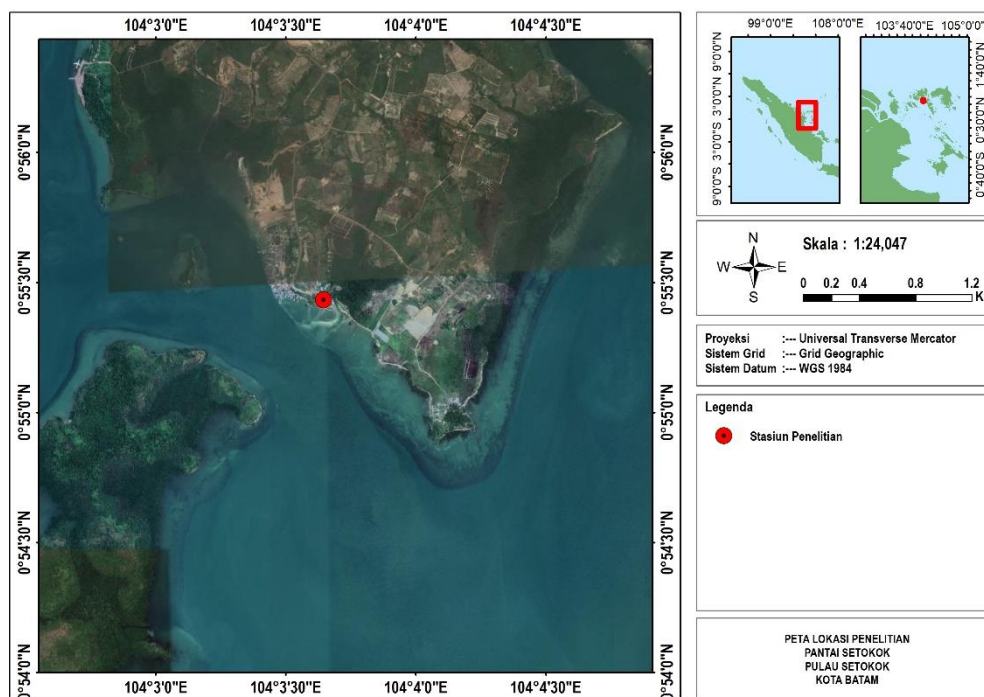 104°3'0"E 104°3'30"E 104°4'0"E 104°4'30"E
0°56'0"N 0°56'0"N
0°55'30"N 0°55'30"N
0°55'0"N 0°55'0"N
0°54'30"N 0°54'30"N
0°54'0"N 0°54'0"N
104°3'0"E 104°3'30"E 104°4'0"E 104°4'30"E
99°0'0"E 108°0'0"E
9°0'0"N
3°0'0"N
3°0'0"S
9°0'0"S
103°40'0"E 105°0'0"E
1°40'0"N
0°30'0"N
0°40'0"S
N
W E
S
Skala : 1:24,047
0 0.2 0.4 0.8 1.2
K
Proyeksi :--- Universal Transverse Mercator
Sistem Grid :--- Grid Geographic
Sistem Datum :--- WGS 1984
Legenda
Stasiun Penelitian
PETA LOKASI PENELITIAN
PANTAI SETOKOK
PULAU SETOKOK
KOTA BATAM